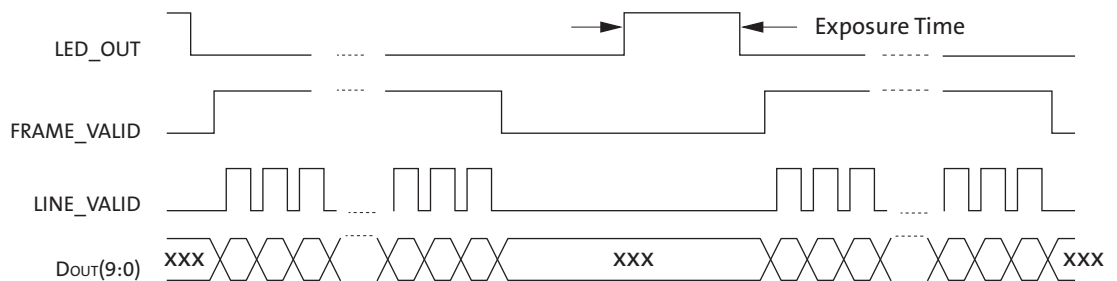 LED_OUT
Exposure Time
FRAME_VALID
LINE_VALID
DOUT(9:0)
XXX
XXX
XXX